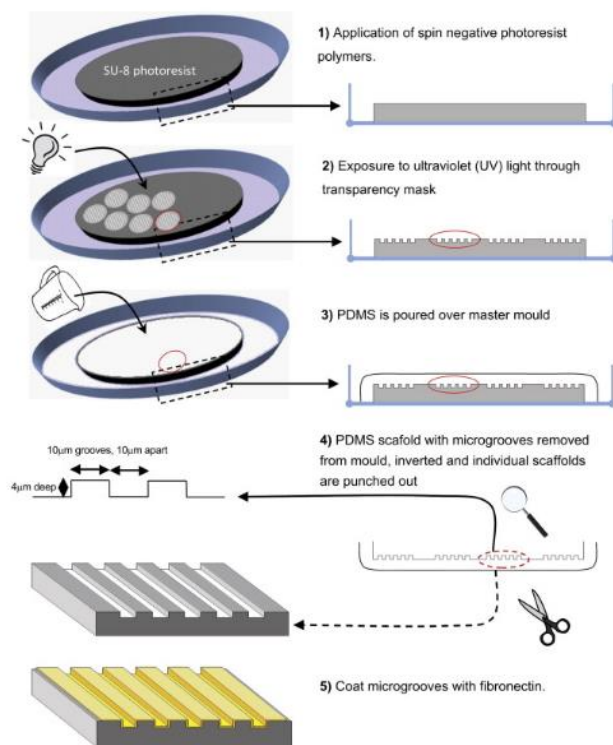 1) Application of spin negative photoresist
polymers.
SU-8 photoresist
2) Exposure to ultraviolet (UV) light through
transparency mask
3) PDMS is poured over master mould
4) PDMS scafold with microgrooves removed
from mould, inverted and individual scaffolds
are punched out
10μm grooves, 10μm apart
4μm deep
5) Coat microgrooves with fibronectin.